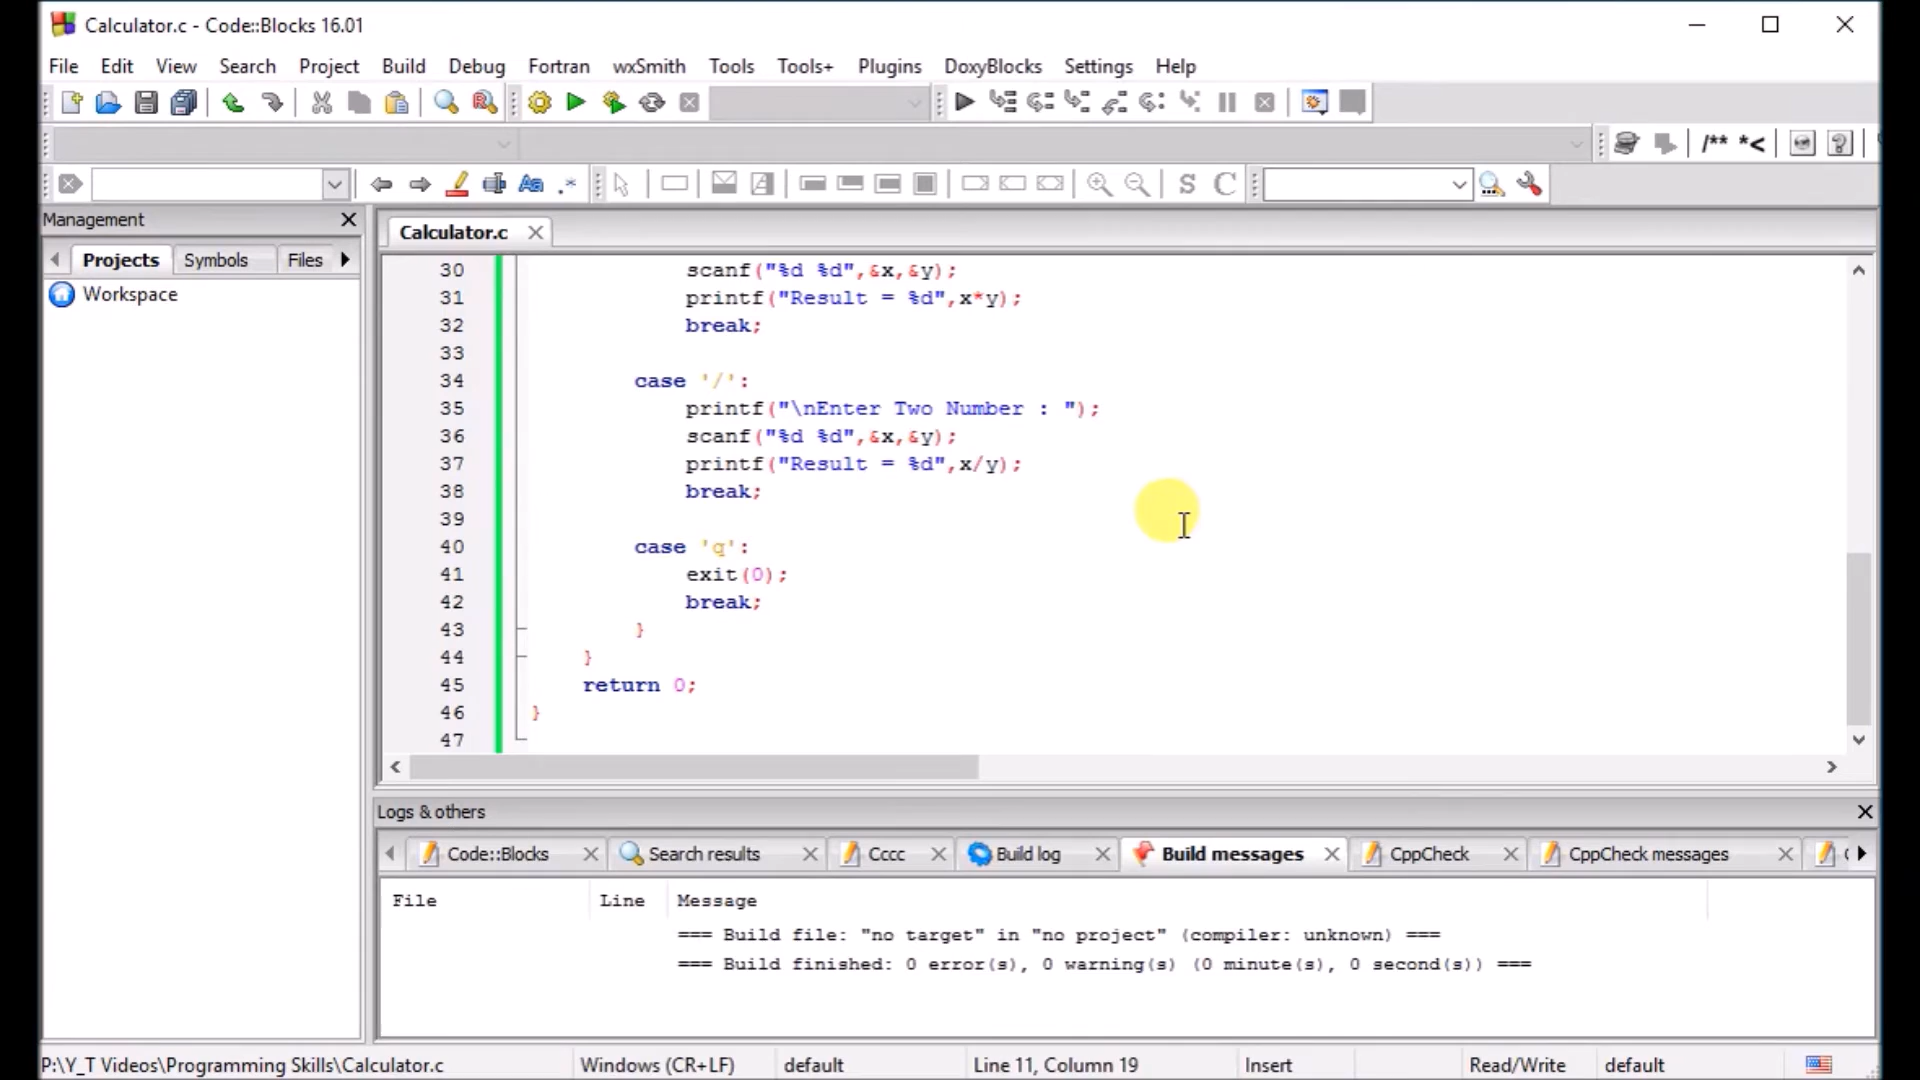 Calculator.c - Code::Blocks 16.01
File Edit View Search Project Build Debug Fortran wxSmith Tools Tools+ Plugins DoxyBlocks Settings Help
/** *<
Aa .* S C
Management
Projects Symbols Files
Workspace
Calculator.c
30 scanf("%d %d",&x,&y);
31 printf("Result = %d",x*y);
32 break;
33
34 case '/':
35 printf("\nEnter Two Number : ");
36 scanf("%d %d",&x,&y);
37 printf("Result = %d",x/y);
38 break;
39
40 case 'q':
41 exit(0);
42 break;
43 }
44 }
45 return 0;
46 }
47
Logs & others
Code::Blocks Search results Cccc Build log Build messages CppCheck CppCheck messages
File Line Message
=== Build file: "no target" in "no project" (compiler: unknown) ===
=== Build finished: 0 error(s), 0 warning(s) (0 minute(s), 0 second(s)) ===
P:\Y_T Videos\Programming Skills\Calculator.c Windows (CR+LF) default Line 11, Column 19 Insert Read/Write default